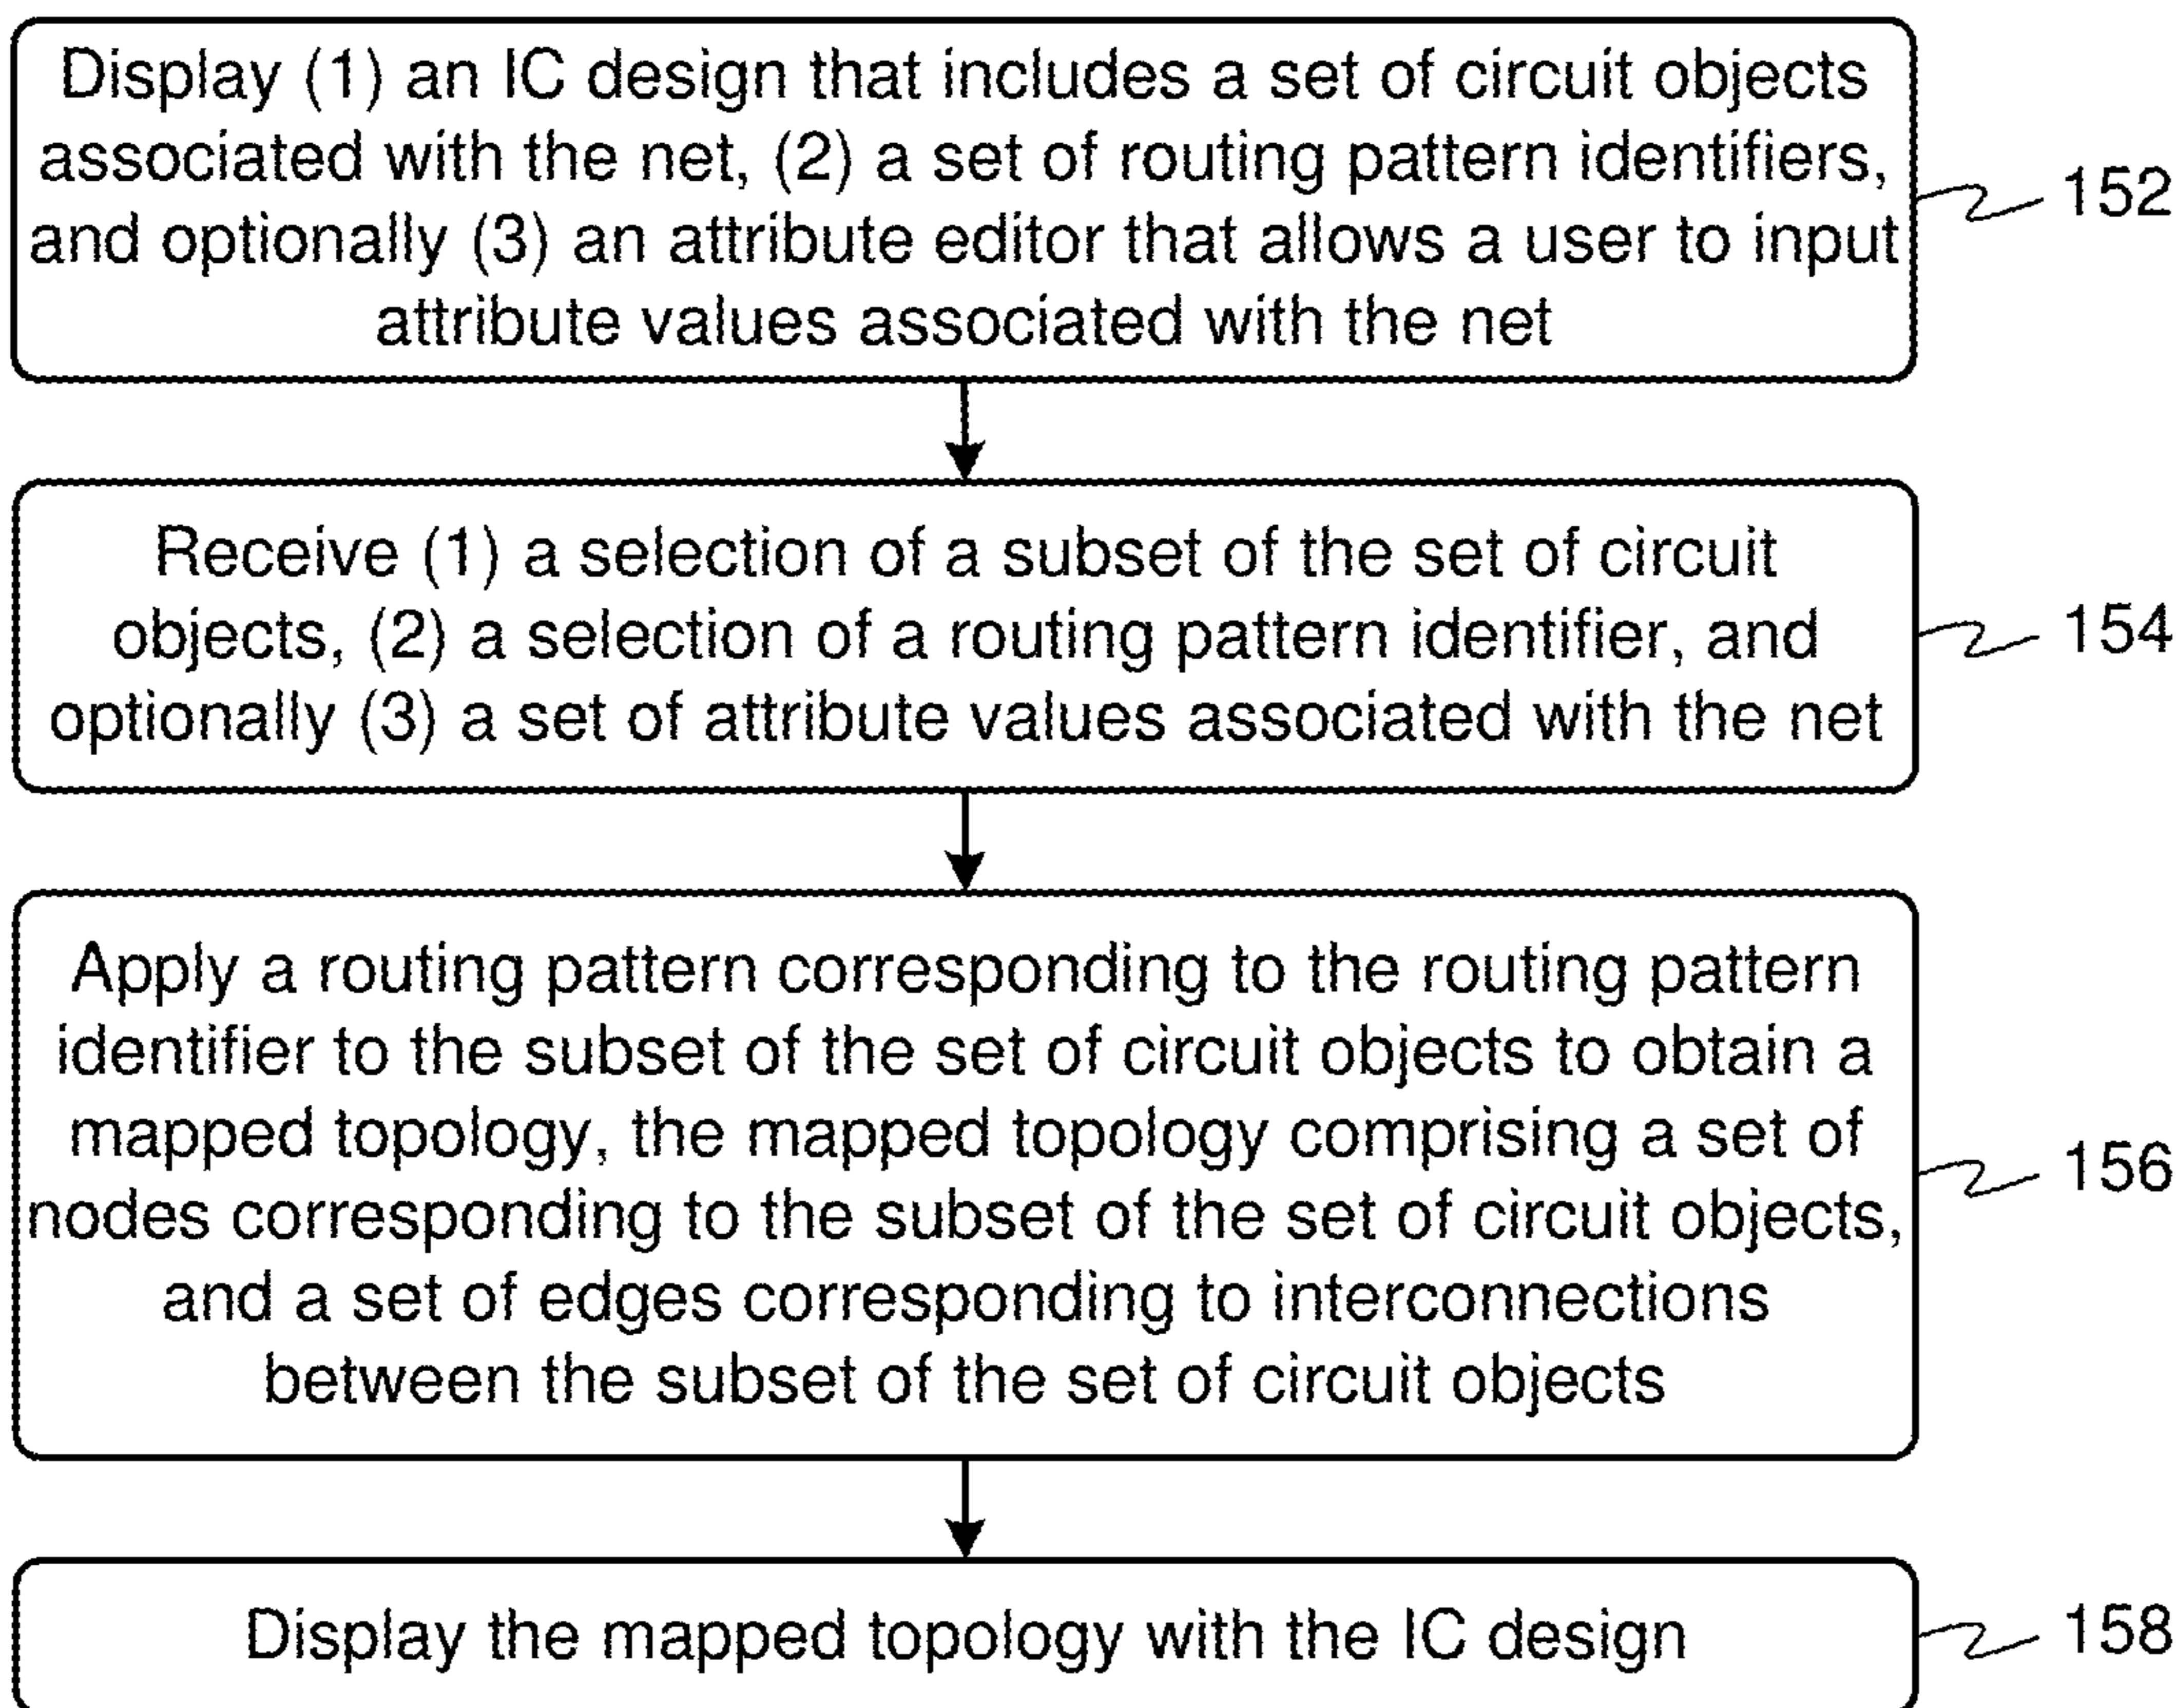 Display (1) an IC design that includes a set of circuit objects
associated with the net, (2) a set of routing pattern identifiers,
and optionally (3) an attribute editor that allows a user to input
attribute values associated with the net
152
Receive (1) a selection of a subset of the set of circuit
objects, (2) a selection of a routing pattern identifier, and
optionally (3) a set of attribute values associated with the net
154
Apply a routing pattern corresponding to the routing pattern
identifier to the subset of the set of circuit objects to obtain a
mapped topology, the mapped topology comprising a set of
nodes corresponding to the subset of the set of circuit objects,
and a set of edges corresponding to interconnections
between the subset of the set of circuit objects
156
Display the mapped topology with the IC design
158